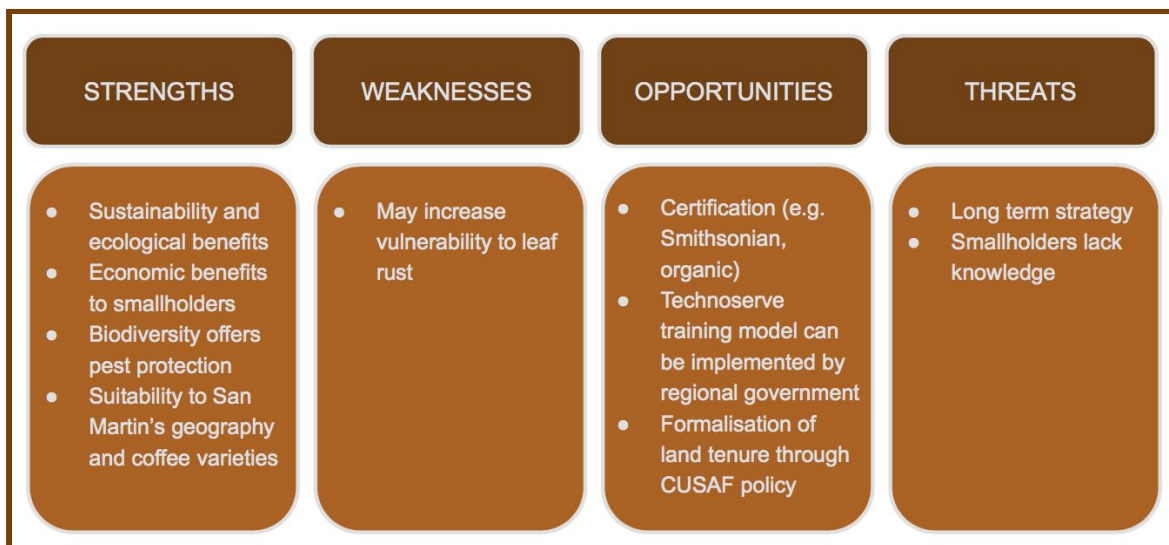 STRENGTHS
WEAKNESSES
OPPORTUNITIES
THREATS
● Sustainability and
ecological benefits
● Economic benefits
to smallholders
● Biodiversity offers
pest protection
● Suitability to San
Martin's geography
and coffee varieties
● May increase
vulnerability to leaf
rust
● Certification (e.g.
Smithsonian,
organic)
● Technoserve
training model can
be implemented by
regional government
● Formalisation of
land tenure through
CUSAF policy
● Long term strategy
● Smallholders lack
knowledge